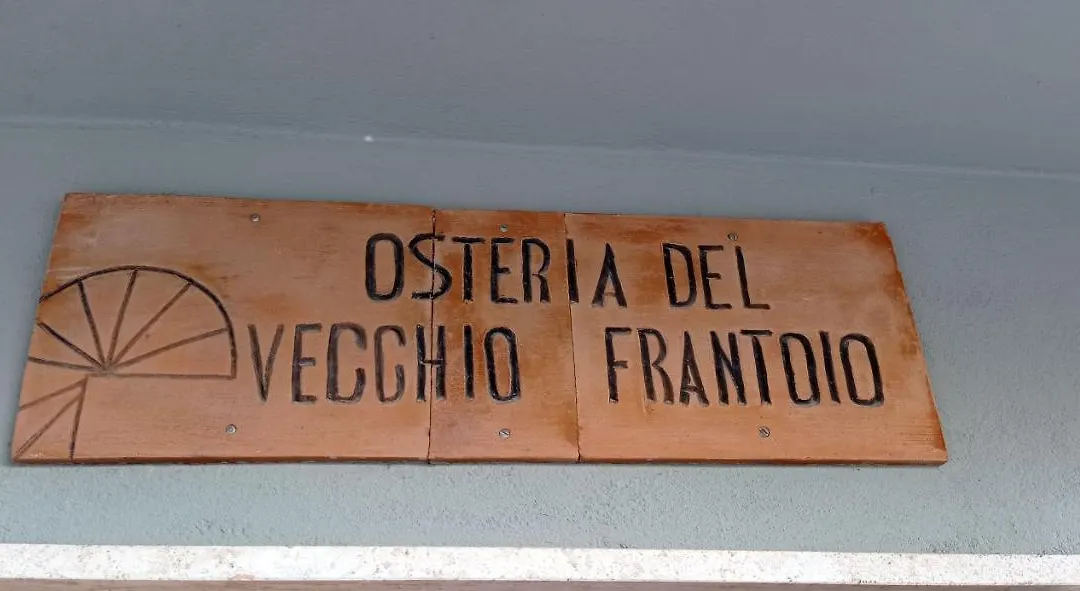 OSTERIA DEL
VECCHIO FRANTOIO